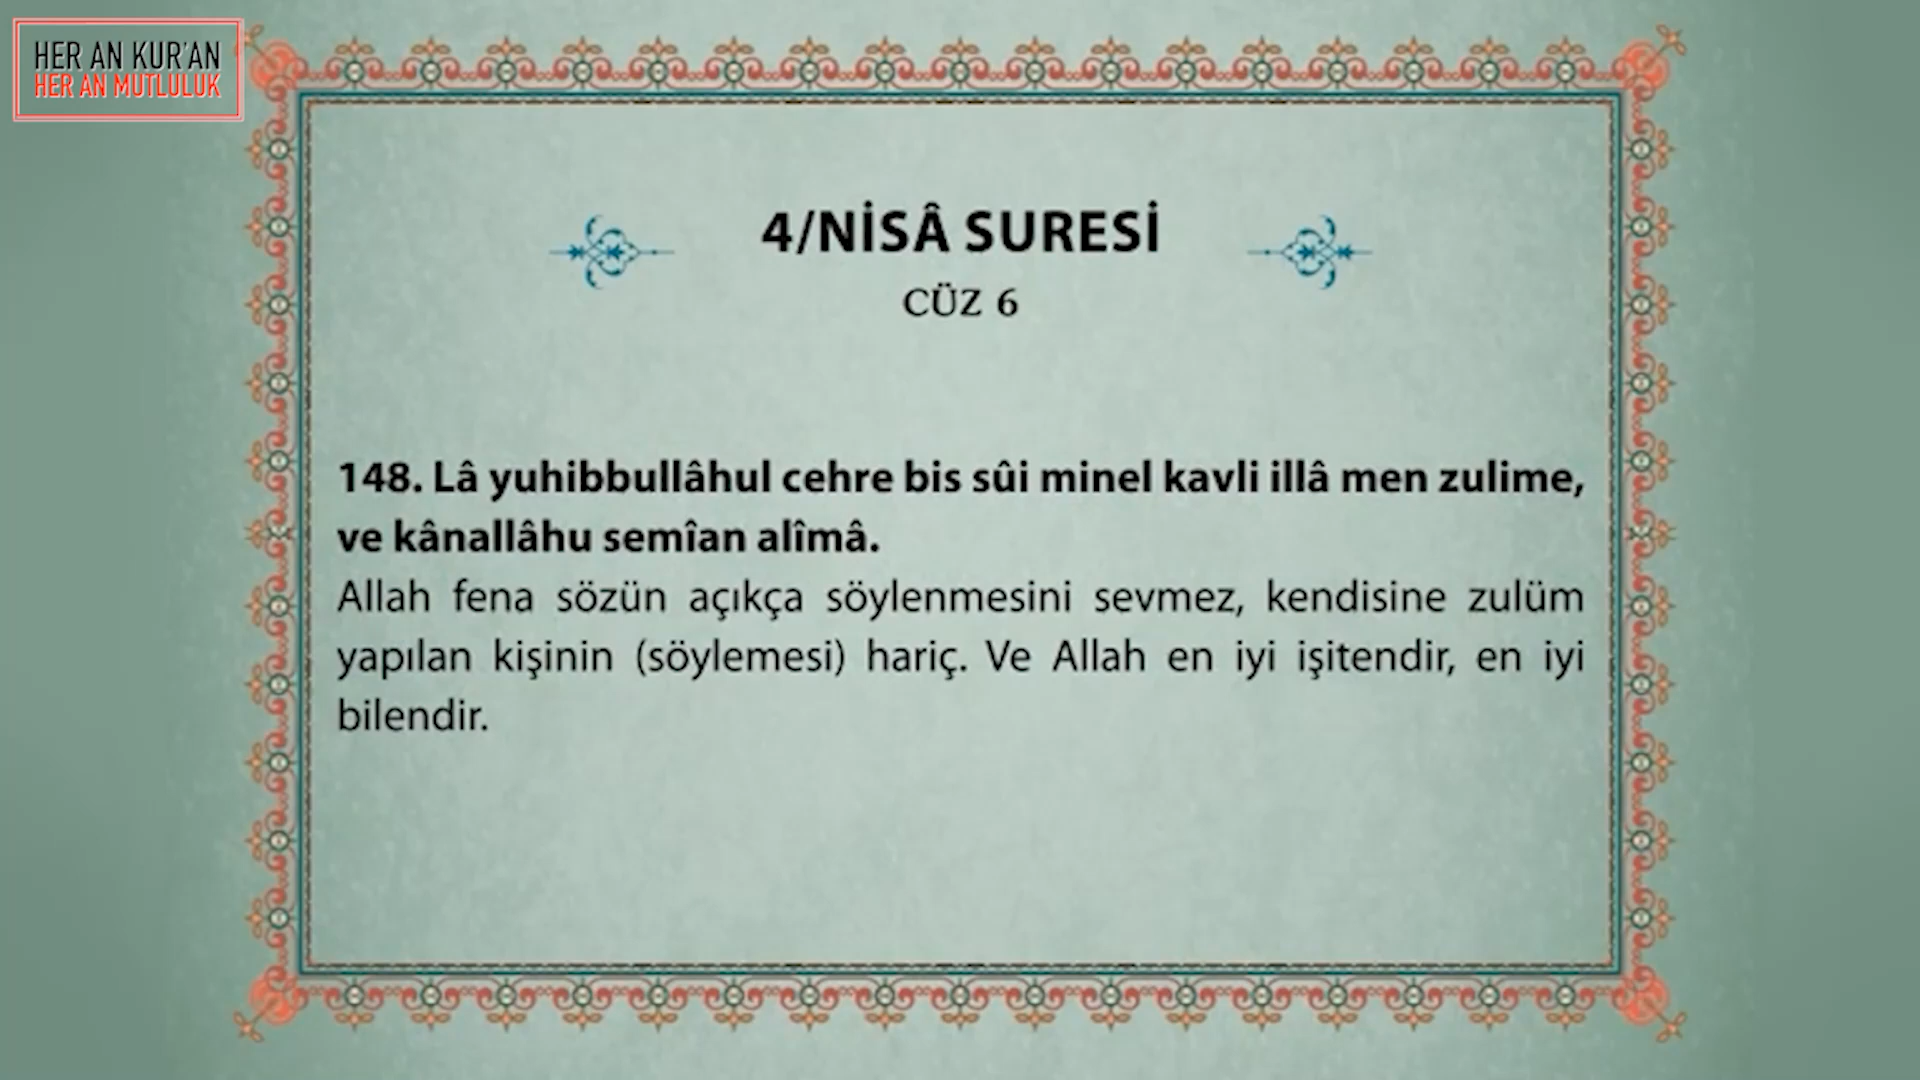 HER AN KUR'AN
HER AN MUTLULUK
4/NİSÂ SURESİ
CÜZ 6
148. Lâ yuhibbullâhul cehre bis sûi minel kavli illâ men zulime,
ve kânallâhu semîan alîmâ.
Allah fena sözün açıkça söylenmesini sevmez, kendisine zulüm
yapılan kişinin (söylemesi) hariç. Ve Allah en iyi işitendir, en iyi
bilendir.